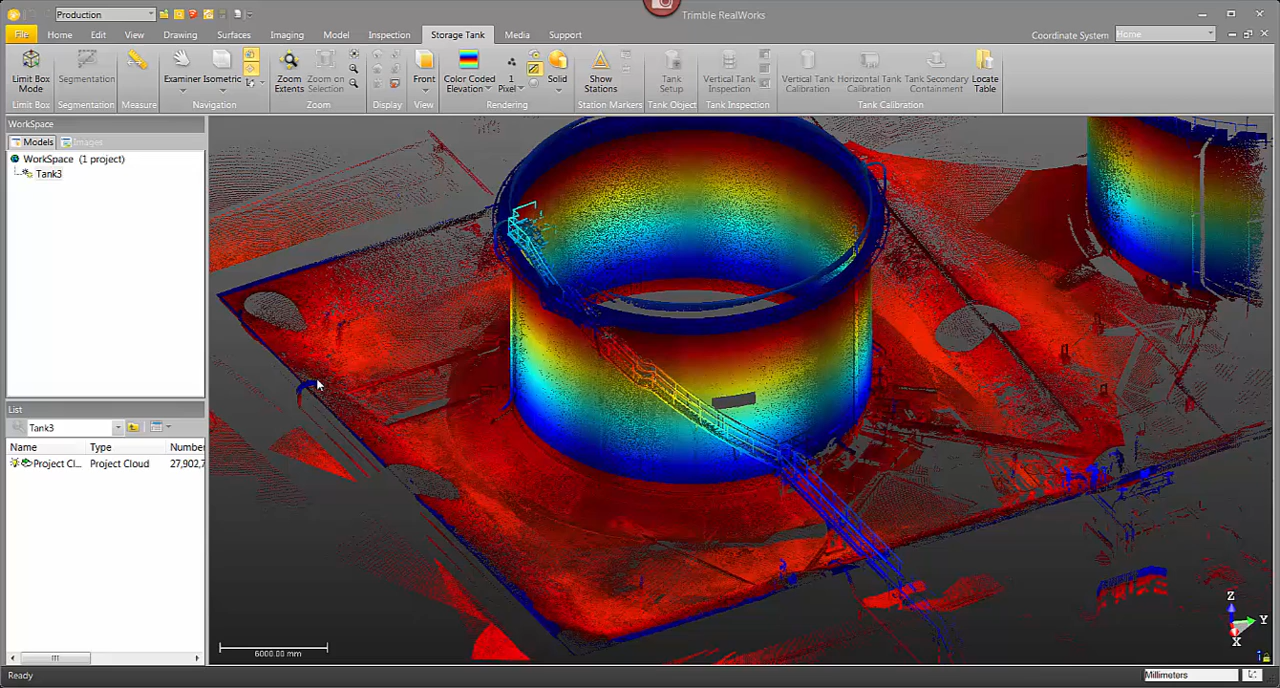 Production
Trimble RealWorks
File Home Edit View Drawing Surfaces Imaging Model Inspection Storage Tank Media Support
Coordinate System Home
Limit Box Mode
Segmentation
Measure
Examiner
Isometric
Zoom Extents
Zoom on Selection
Front
Color Coded Elevation
1 Pixel
Solid
Show Stations
Tank Setup
Vertical Tank Inspection
Vertical Tank Calibration
Horizontal Tank Calibration
Tank Secondary Containment
Locate Table
Limit Box Segmentation Measure Navigation Zoom Display View Rendering Station Markers Tank Object Tank Inspection Tank Calibration
WorkSpace
Models Images
WorkSpace (1 project)
Tank3
List
Tank3
Name Type Number
Project Cl... Project Cloud 27,902,7
6000.00 mm
Z
Y
X
Ready
Millimeters